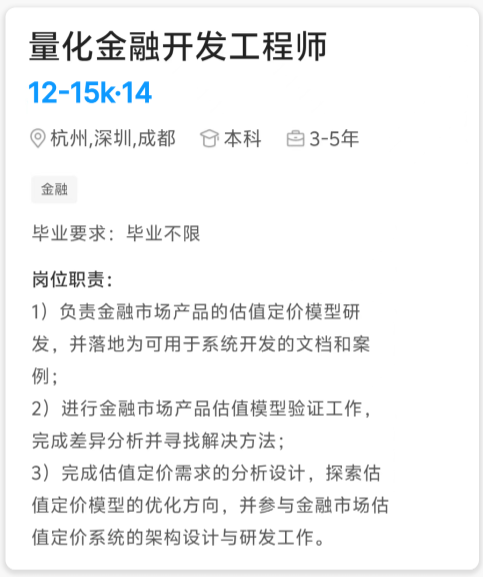 量化金融开发工程师
12-15k·14
杭州,深圳,成都 本科 3-5年
金融
毕业要求：毕业不限
岗位职责：
1）负责金融市场产品的估值定价模型研
发，并落地为可用于系统开发的文档和案
例；
2）进行金融市场产品估值模型验证工作，
完成差异分析并寻找解决方法；
3）完成估值定价需求的分析设计，探索估
值定价模型的优化方向，并参与金融市场估
值定价系统的架构设计与研发工作。